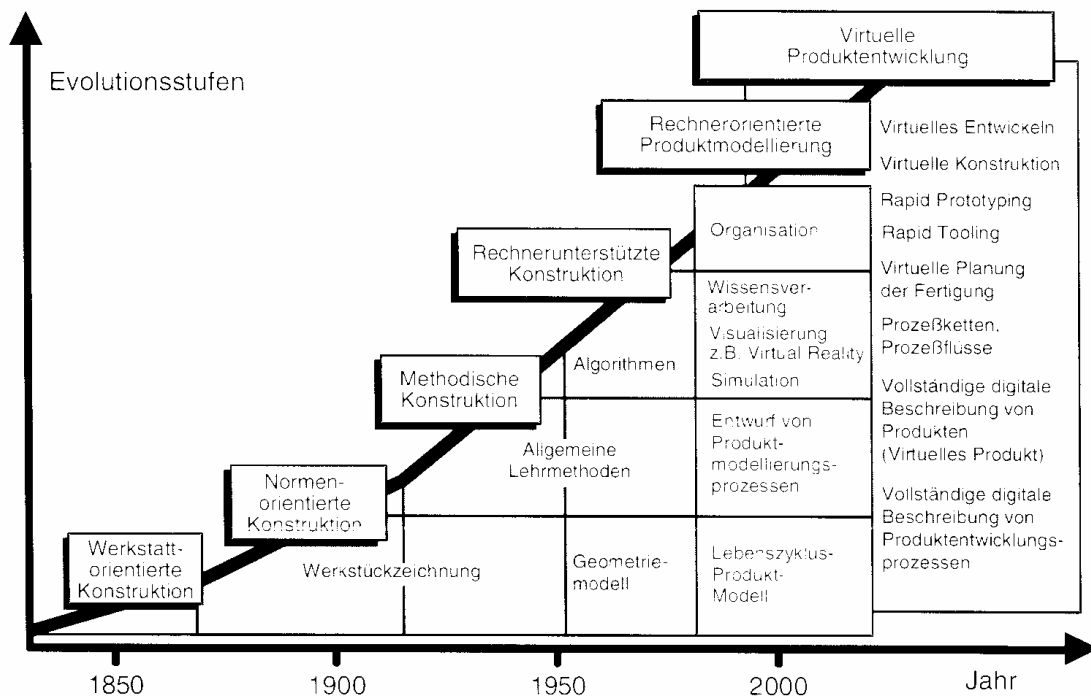 Evolutionsstufen
Virtuelle
Produktentwicklung
Rechnerorientierte
Produktmodellierung
Rechnerunterstützte
Konstruktion
Methodische
Konstruktion
Normen-
orientierte
Konstruktion
Werkstatt-
orientierte
Konstruktion
Werkstückzeichnung
Allgemeine
Lehrmethoden
Algorithmen
Geometrie-
modell
Organisation
Wissensver-
arbeitung
Visualisierung
z.B. Virtual Reality
Simulation
Entwurf von
Produkt-
modellierungs-
prozessen
Lebenszyklus-
Produkt-
Modell
Virtuelles Entwickeln
Virtuelle Konstruktion
Rapid Prototyping
Rapid Tooling
Virtuelle Planung
der Fertigung
Prozeßketten,
Prozeßflüsse
Vollständige digitale
Beschreibung von
Produkten
(Virtuelles Produkt)
Vollständige digitale
Beschreibung von
Produktentwicklungs-
prozessen
1850
1900
1950
2000
Jahr